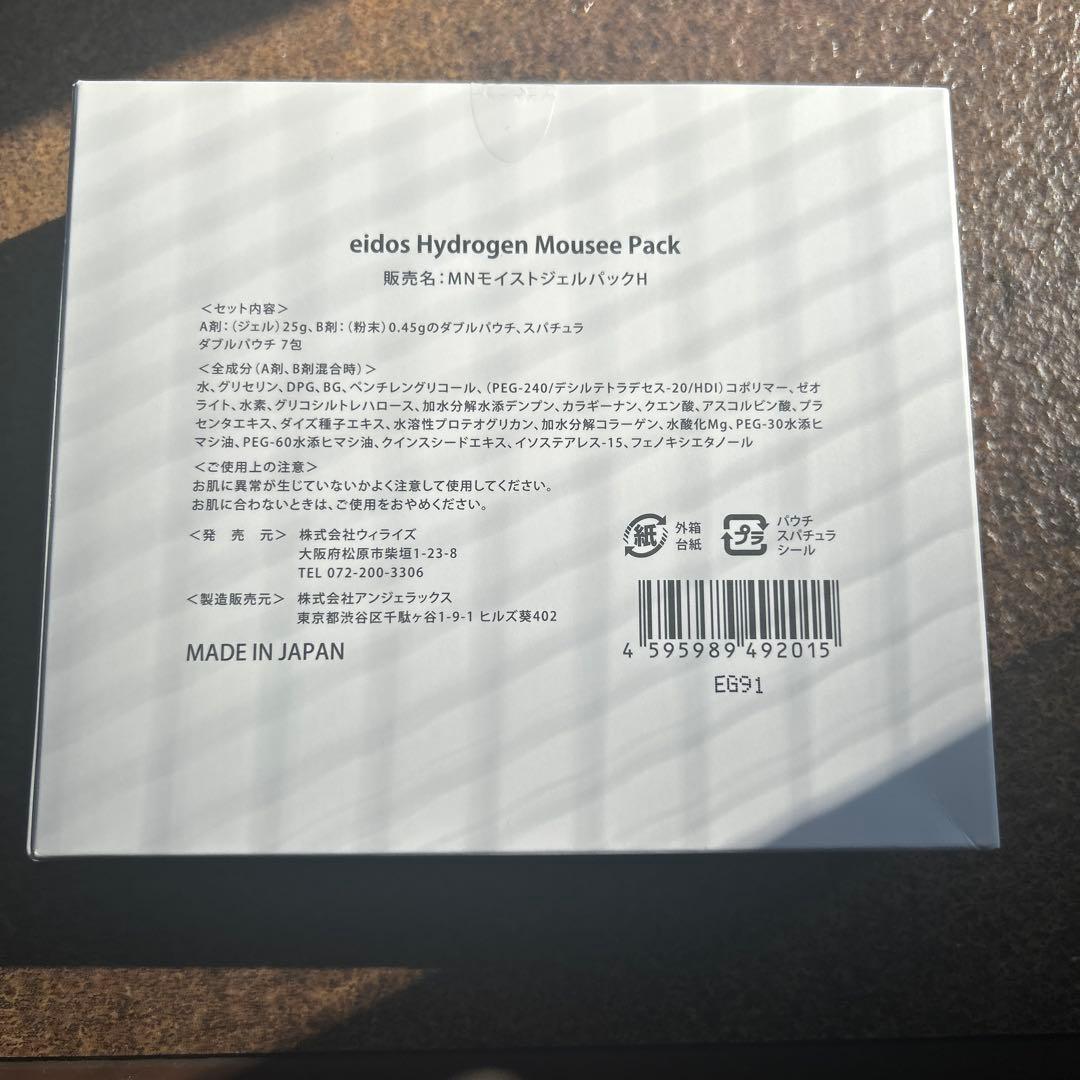 eidos Hydrogen Mousee Pack
販売名：MNモイストジェルパックH
＜セット内容＞
A剤：（ジェル）25g、B剤：（粉末）0.45gのダブルパウチ、スパチュラ
ダブルパウチ 7包
＜全成分（A剤、B剤混合時）＞
水、グリセリン、DPG、BG、ペンチレングリコール、（PEG-240/デシルテトラデセス-20/HDI）コポリマー、ゼオ
ライト、水素、グリコシルトレハロース、加水分解水添デンプン、カラギーナン、クエン酸、アスコルビン酸、プラ
センタエキス、ダイズ種子エキス、水溶性プロテオグリカン、加水分解コラーゲン、水酸化Mg、PEG-30水添ヒ
マシ油、PEG-60水添ヒマシ油、クインスシードエキス、イソステアレス-15、フェノキシエタノール
＜ご使用上の注意＞
お肌に異常が生じていないかよく注意して使用してください。
お肌に合わないときは、ご使用をおやめください。
＜発 売 元＞ 株式会社ウィライズ
大阪府松原市柴垣1-23-8
TEL 072-200-3306
＜製造販売元＞ 株式会社アンジェラックス
東京都渋谷区千駄ヶ谷1-9-1 ヒルズ葵402
MADE IN JAPAN
紙 外箱
台紙
プラ パウチ
スパチュラ
シール
4 595989 492015
EG91